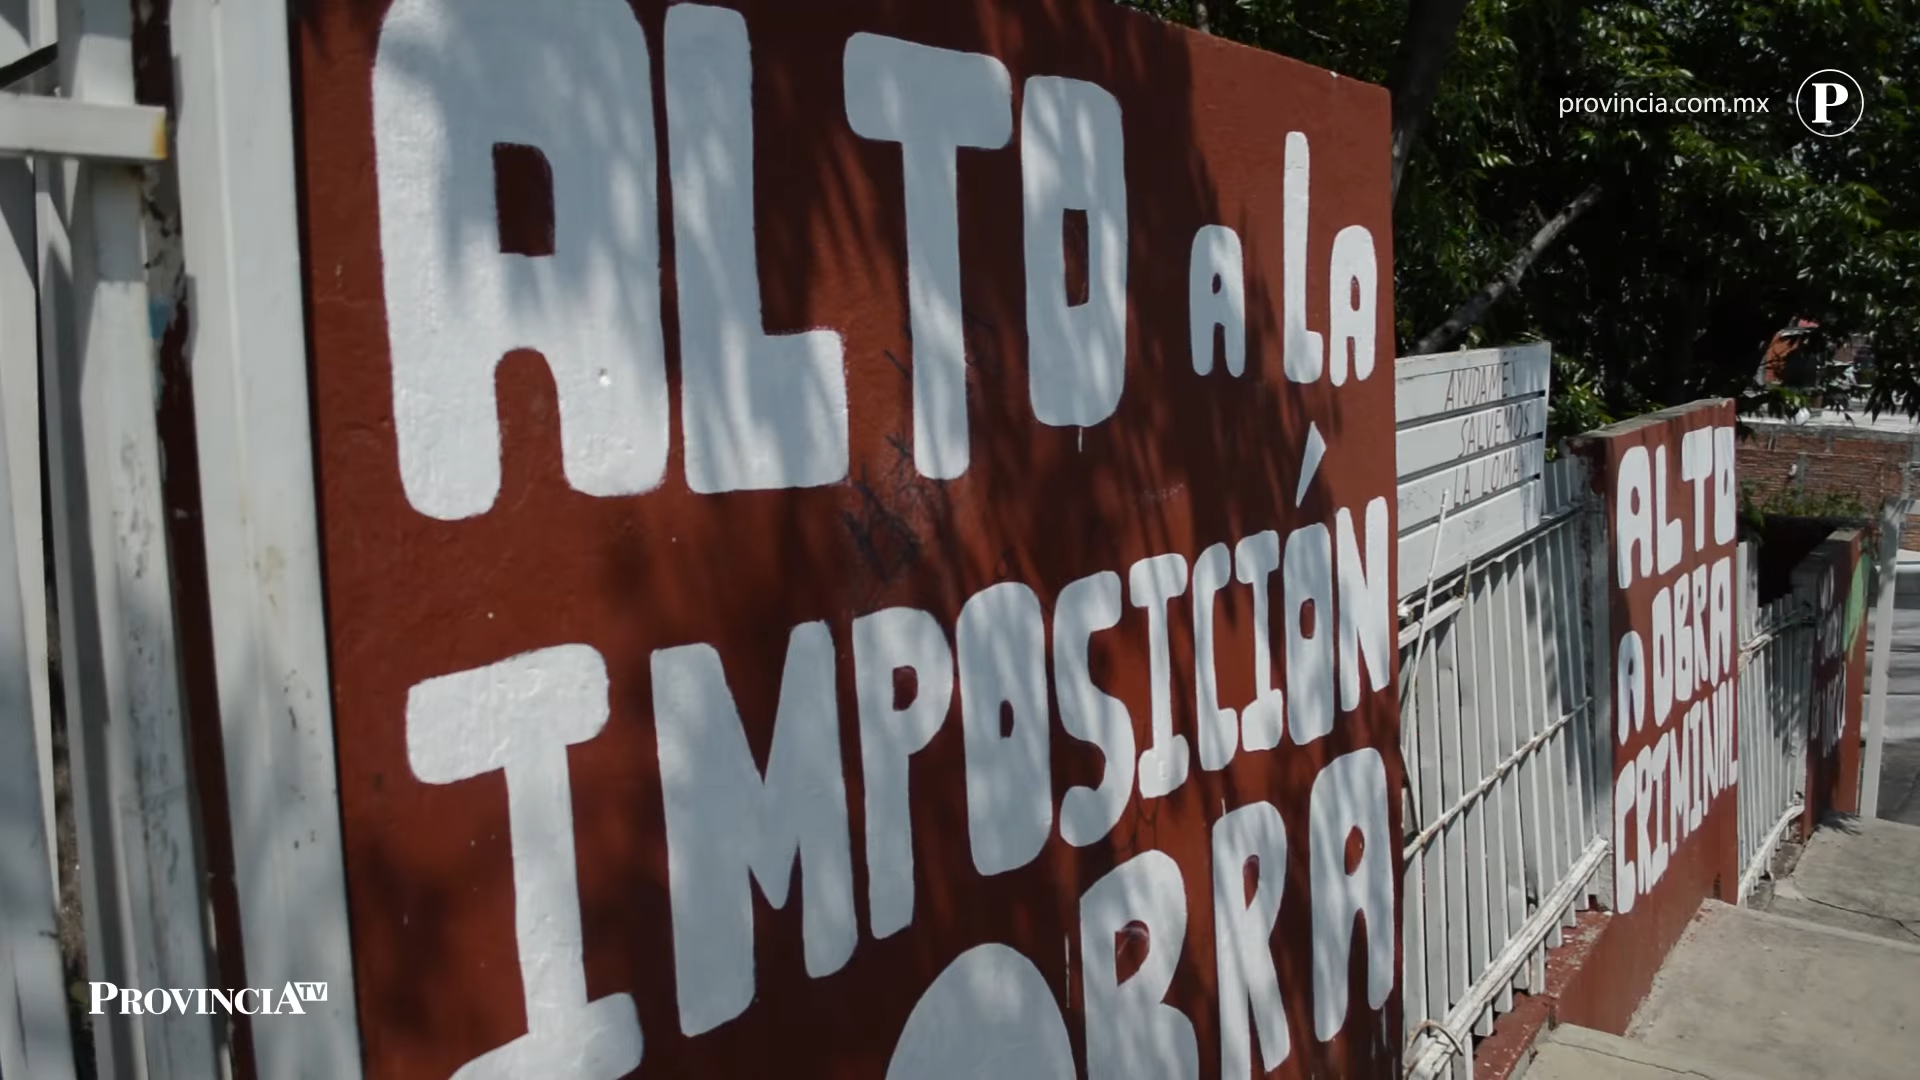 provincia.com.mx
P
ALTO a LA
IMPOSICIÓN
OBRA
AYUDAME!
SALVEMOS
LA LOMA
ALTO
A OBRA
CRIMINAL
PROVINCIA TV